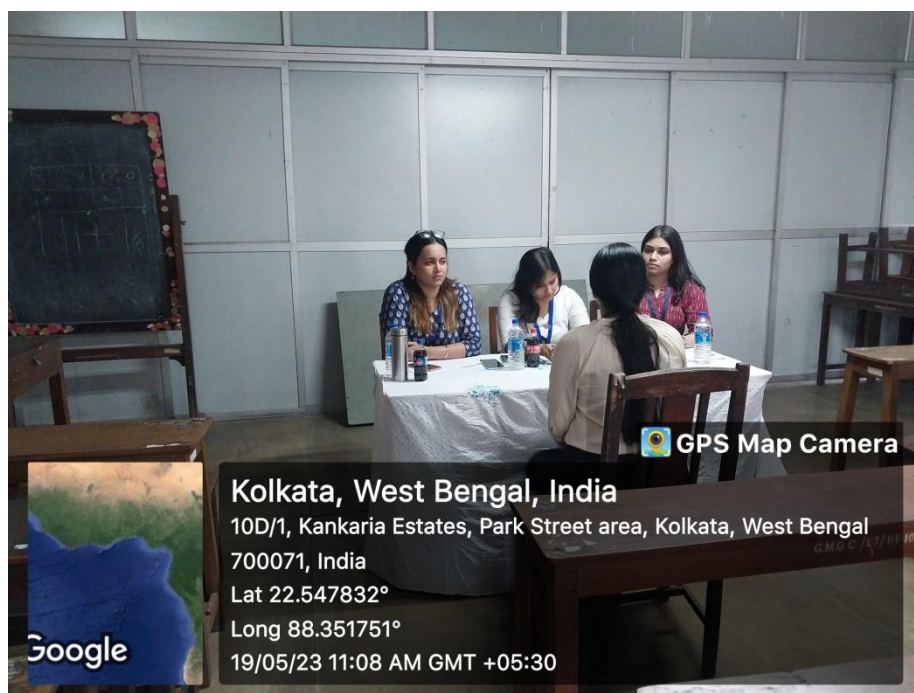 GPS Map Camera
Kolkata, West Bengal, India
10D/1, Kankaria Estates, Park Street area, Kolkata, West Bengal
700071, India
Lat 22.547832°
Long 88.351751°
19/05/23 11:08 AM GMT +05:30
Google